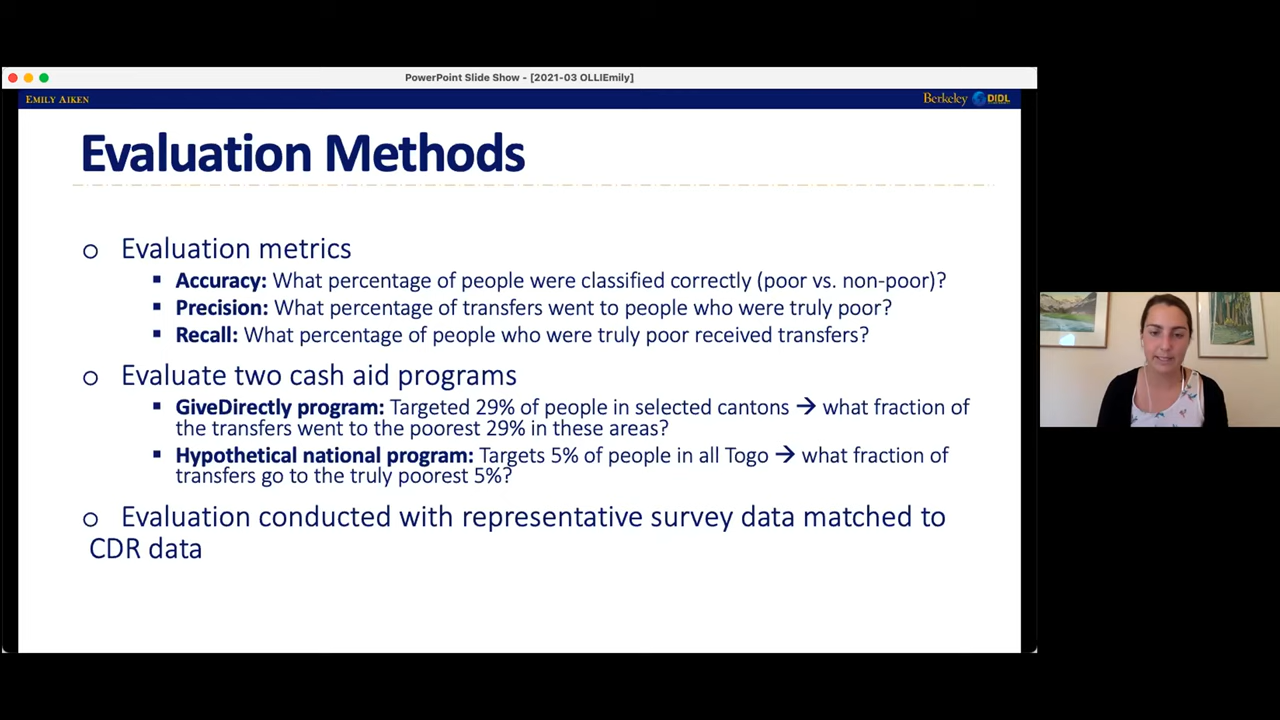 PowerPoint Slide Show - [2021-03 OLLIEmily]
EMILY AIKEN
Berkeley DIDL
Evaluation Methods
o Evaluation metrics
▪ Accuracy: What percentage of people were classified correctly (poor vs. non-poor)?
▪ Precision: What percentage of transfers went to people who were truly poor?
▪ Recall: What percentage of people who were truly poor received transfers?
o Evaluate two cash aid programs
▪ GiveDirectly program: Targeted 29% of people in selected cantons → what fraction of
the transfers went to the poorest 29% in these areas?
▪ Hypothetical national program: Targets 5% of people in all Togo → what fraction of
transfers go to the truly poorest 5%?
o Evaluation conducted with representative survey data matched to
CDR data